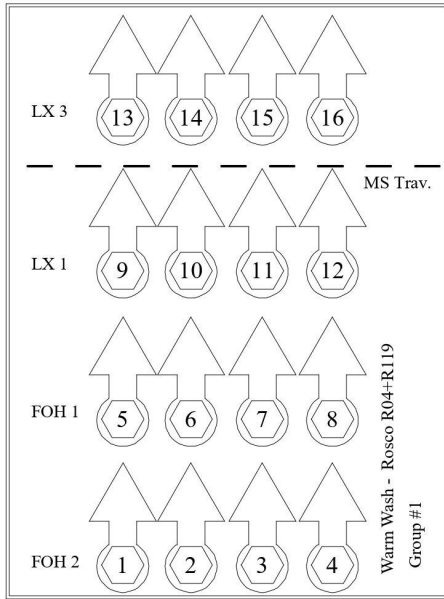 LX 3 13 14 15 16
MS Trav.
LX 1 9 10 11 12
FOH 1 5 6 7 8
FOH 2 1 2 3 4
Warm Wash - Rosco R04+R119
Group #1